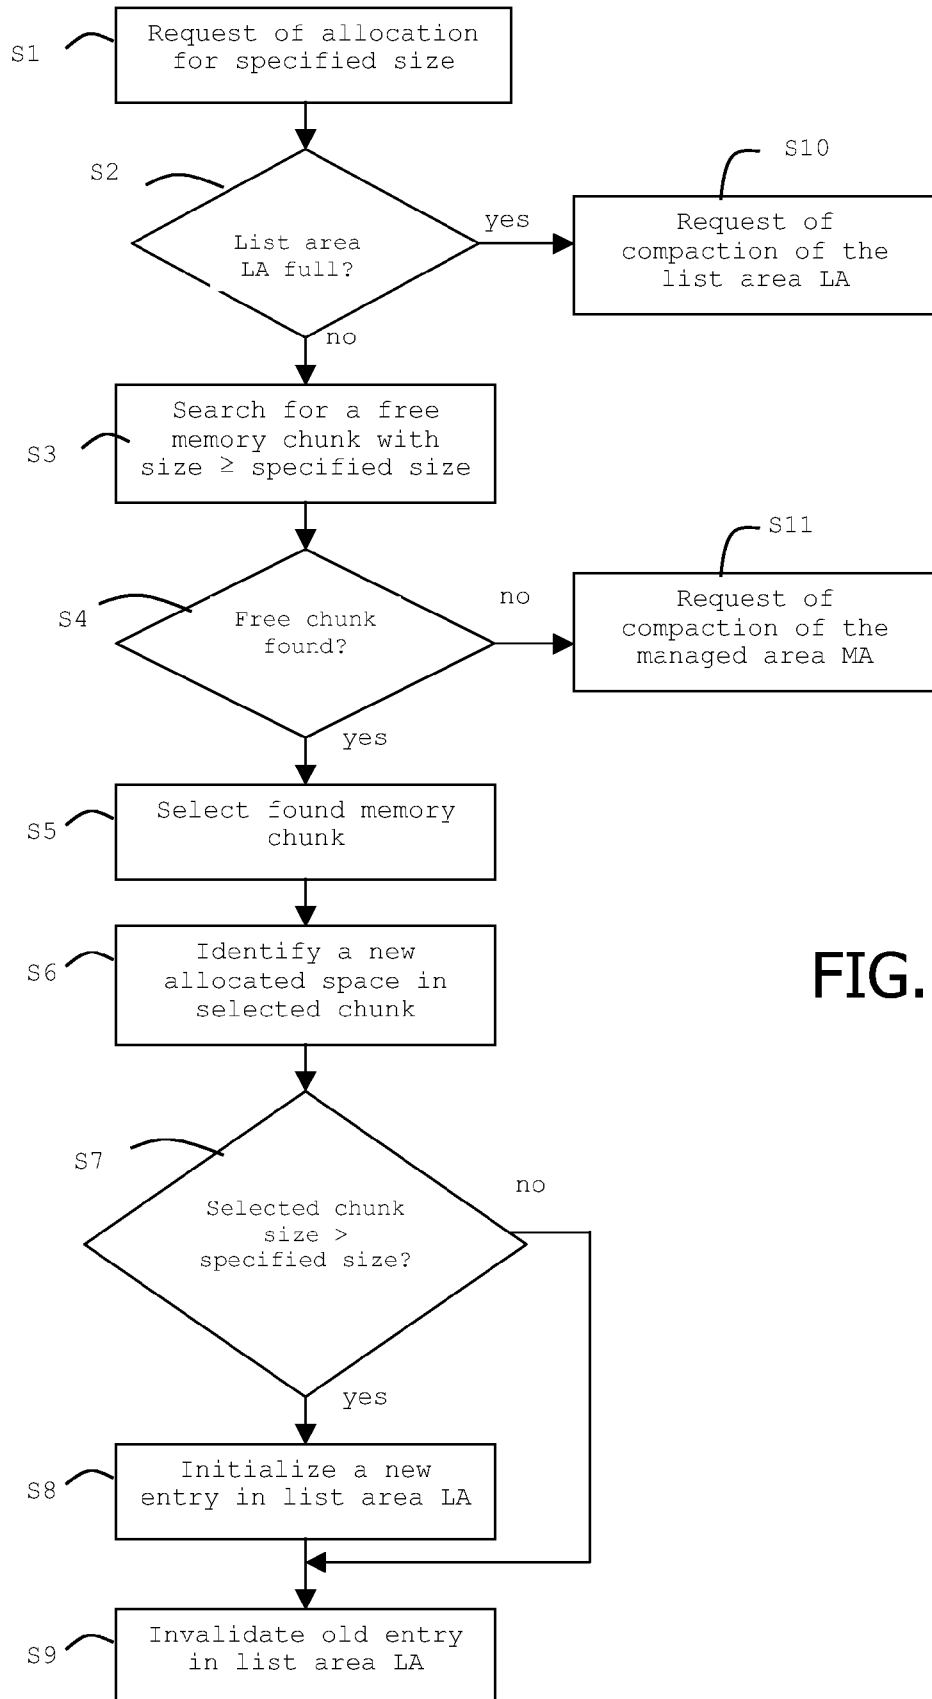 S1
Request of allocation
for specified size
S2
List area
LA full?
yes
S10
Request of
compaction of the
list area LA
no
S3
Search for a free
memory chunk with
size ≥ specified size
S4
Free chunk
found?
no
S11
Request of
compaction of the
managed area MA
yes
S5
Select found memory
chunk
S6
Identify a new
allocated space in
selected chunk
FIG.
S7
Selected chunk
size >
specified size?
no
yes
S8
Initialize a new
entry in list area LA
S9
Invalidate old entry
in list area LA